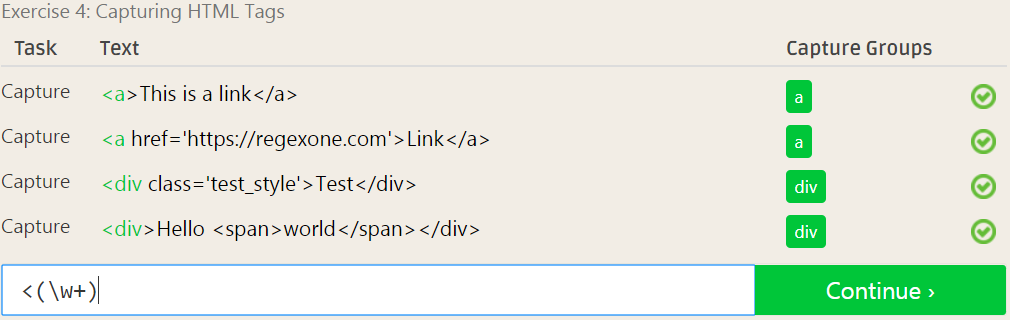 Exercise 4: Capturing HTML Tags
Task Text Capture Groups
Capture <a>This is a link</a> a
Capture <a href='https://regexone.com'>Link</a> a
Capture <div class='test_style'>Test</div> div
Capture <div>Hello <span>world</span></div> div
<(\w+) Continue ›